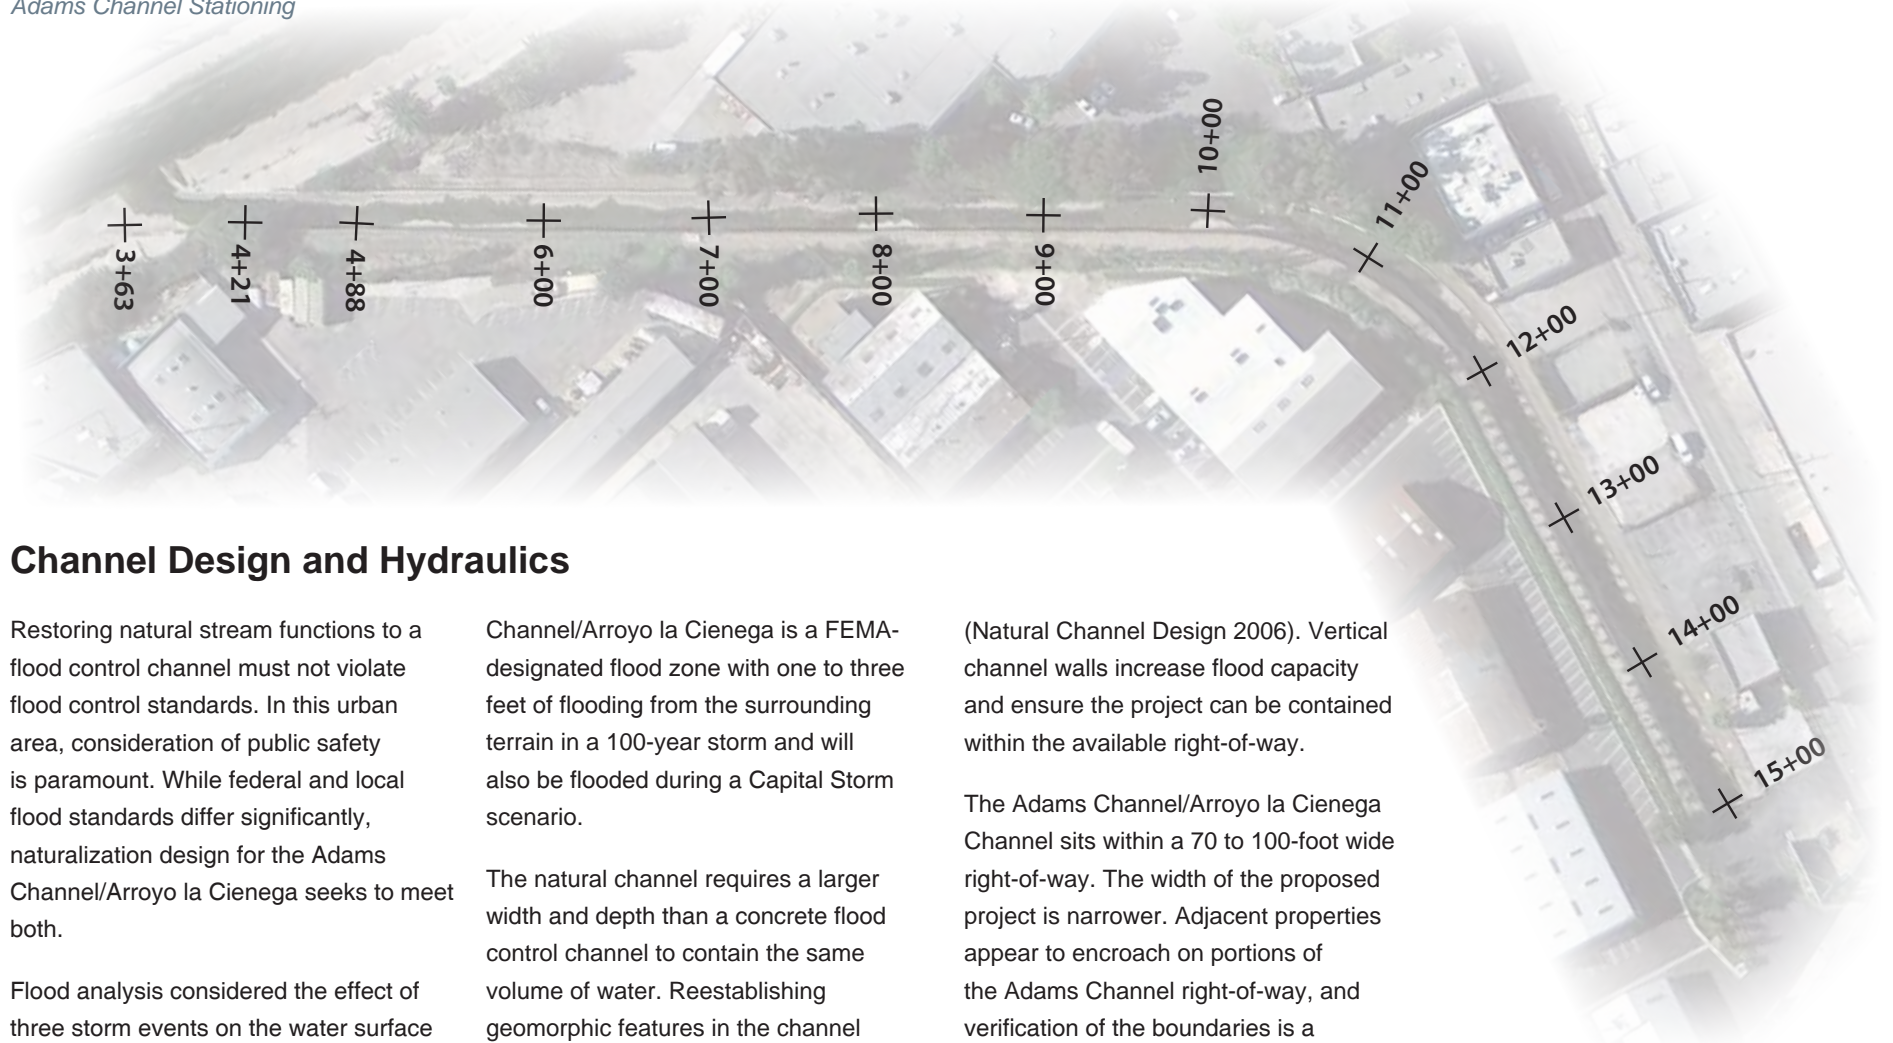 Adams Channel Stationing
3+63
4+21
4+88
6+00
7+00
8+00
9+00
10+00
11+00
12+00
13+00
14+00
15+00
Channel Design and Hydraulics
Restoring natural stream functions to a
flood control channel must not violate
flood control standards. In this urban
area, consideration of public safety
is paramount. While federal and local
flood standards differ significantly,
naturalization design for the Adams
Channel/Arroyo la Cienega seeks to meet
both.
Flood analysis considered the effect of
three storm events on the water surface
Channel/Arroyo la Cienega is a FEMA-
designated flood zone with one to three
feet of flooding from the surrounding
terrain in a 100-year storm and will
also be flooded during a Capital Storm
scenario.
The natural channel requires a larger
width and depth than a concrete flood
control channel to contain the same
volume of water. Reestablishing
geomorphic features in the channel
(Natural Channel Design 2006). Vertical
channel walls increase flood capacity
and ensure the project can be contained
within the available right-of-way.
The Adams Channel/Arroyo la Cienega
Channel sits within a 70 to 100-foot wide
right-of-way. The width of the proposed
project is narrower. Adjacent properties
appear to encroach on portions of
the Adams Channel right-of-way, and
verification of the boundaries is a